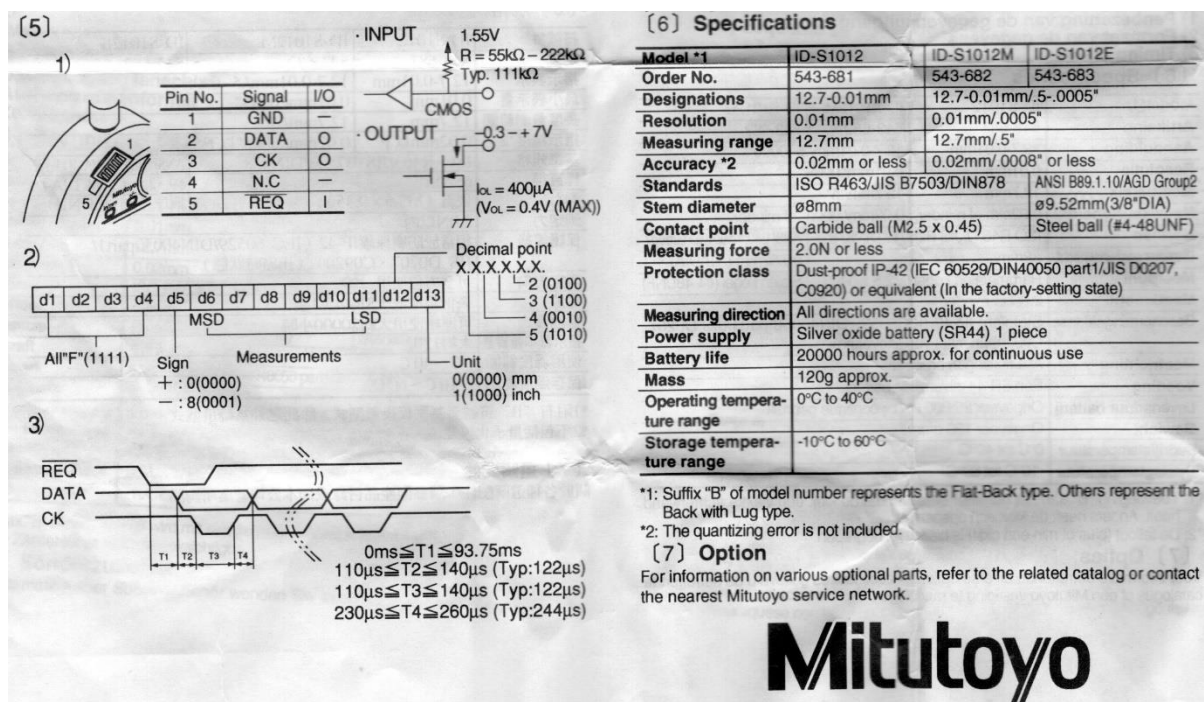 〔5〕
1)
Pin No. Signal I/O
1 GND —
2 DATA O
3 CK O
4 N.C —
5 REQ I
1
5
Mitutoyo
· INPUT
1.55V
R = 55kΩ – 222kΩ
Typ. 111kΩ
CMOS
· OUTPUT
–0.3 – + 7V
IOL = 400µA
(VOL = 0.4V (MAX))
2)
Decimal point
X.X.X.X.X.X.
2 (0100)
3 (1100)
4 (0010)
5 (1010)
d1 d2 d3 d4 d5 d6 d7 d8 d9 d10 d11 d12 d13
MSD LSD
All"F"(1111)
Sign
+ : 0(0000)
– : 8(0001)
Measurements
Unit
0(0000) mm
1(1000) inch
3)
REQ
DATA
CK
T1 T2 T3 T4
0ms≦T1≦93.75ms
110µs≦T2≦140µs (Typ:122µs)
110µs≦T3≦140µs (Typ:122µs)
230µs≦T4≦260µs (Typ:244µs)
〔6〕 Specifications
Model *1 ID-S1012 ID-S1012M ID-S1012E
Order No. 543-681 543-682 543-683
Designations 12.7-0.01mm 12.7-0.01mm/.5-.0005"
Resolution 0.01mm 0.01mm/.0005"
Measuring range 12.7mm 12.7mm/.5"
Accuracy *2 0.02mm or less 0.02mm/.0008" or less
Standards ISO R463/JIS B7503/DIN878 ANSI B89.1.10/AGD Group2
Stem diameter ø8mm ø9.52mm(3/8"DIA)
Contact point Carbide ball (M2.5 x 0.45) Steel ball (#4-48UNF)
Measuring force 2.0N or less
Protection class Dust-proof IP-42 (IEC 60529/DIN40050 part1/JIS D0207,
C0920) or equivalent (In the factory-setting state)
Measuring direction All directions are available.
Power supply Silver oxide battery (SR44) 1 piece
Battery life 20000 hours approx. for continuous use
Mass 120g approx.
Operating tempera- 0°C to 40°C
ture range
Storage tempera- -10°C to 60°C
ture range
*1: Suffix "B" of model number represents the Flat-Back type. Others represent the
Back with Lug type.
*2: The quantizing error is not included.
〔7〕 Option
For information on various optional parts, refer to the related catalog or contact
the nearest Mitutoyo service network.
Mitutoyo